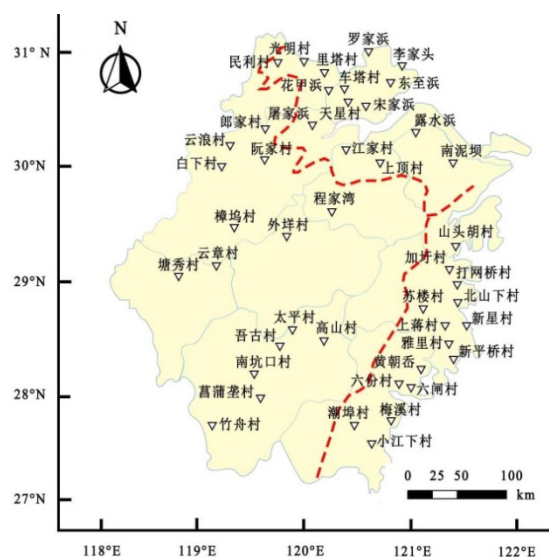 N
31° N
30° N
29° N
28° N
27° N
光明村
罗家浜
民利村
里塔村
李家头
花甲浜
车塔村
东至浜
屠家浜
天星村
宋家浜
郎家村
露水浜
云浪村
阮家村
江家村
南泥坝
白下村
上顶村
程家湾
樟坞村
外垟村
山头胡村
塘秀村
云章村
加圩村
打网桥村
苏楼村
北山下村
太平村
高山村
上蒋村
新星村
吾古村
雅里村
南坑口村
黄朝岙
新平桥村
菖蒲垄村
六份村
六闸村
竹舟村
潮埠村
梅溪村
小江下村
0 25 50 100
km
118° E
119° E
120° E
121° E
122° E